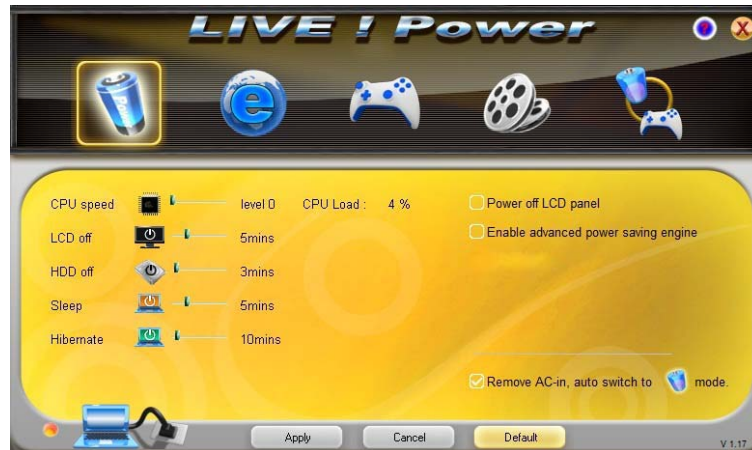 LIVE ! Power
Power
CPU speed level 0 CPU Load : 4 %
LCD off 5mins
HDD off 3mins
Sleep 5mins
Hibernate 10mins
Power off LCD panel
Enable advanced power saving engine
Remove AC-in, auto switch to mode.
Apply Cancel Default
V 1.17